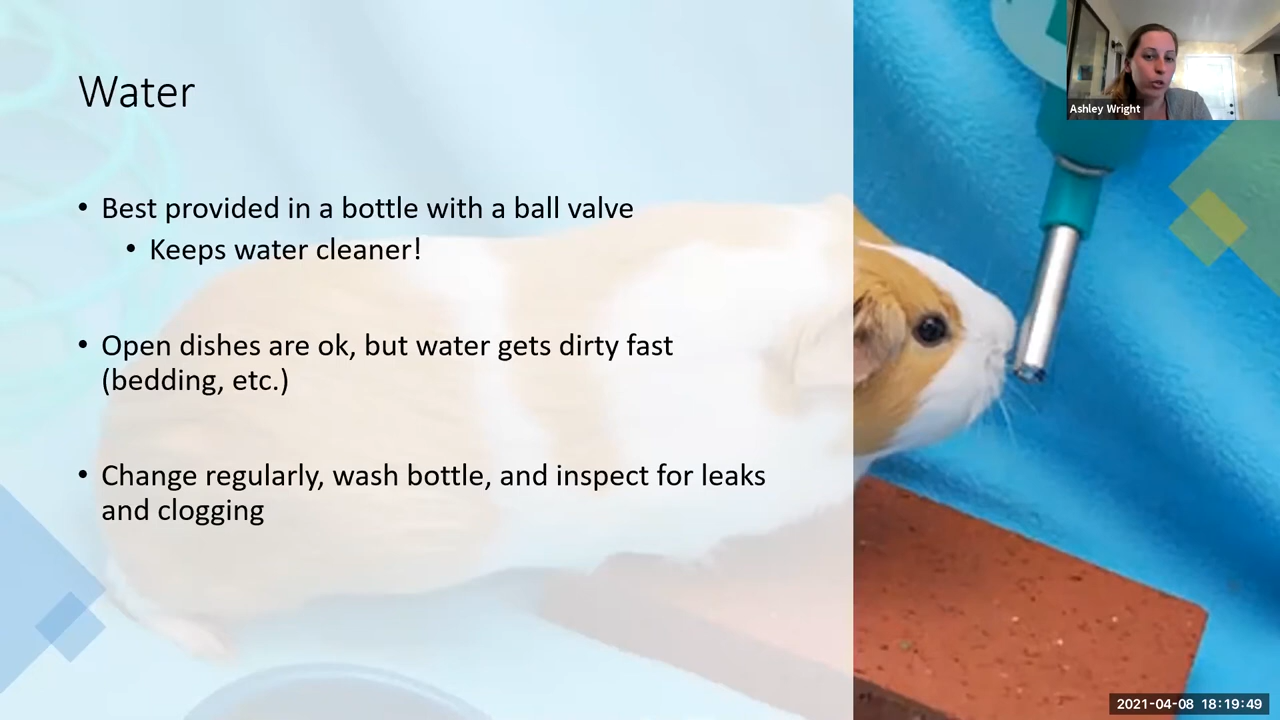 Water
• Best provided in a bottle with a ball valve
• Keeps water cleaner!
• Open dishes are ok, but water gets dirty fast
(bedding, etc.)
• Change regularly, wash bottle, and inspect for leaks
and clogging
Ashley Wright
2021-04-08 18:19:49